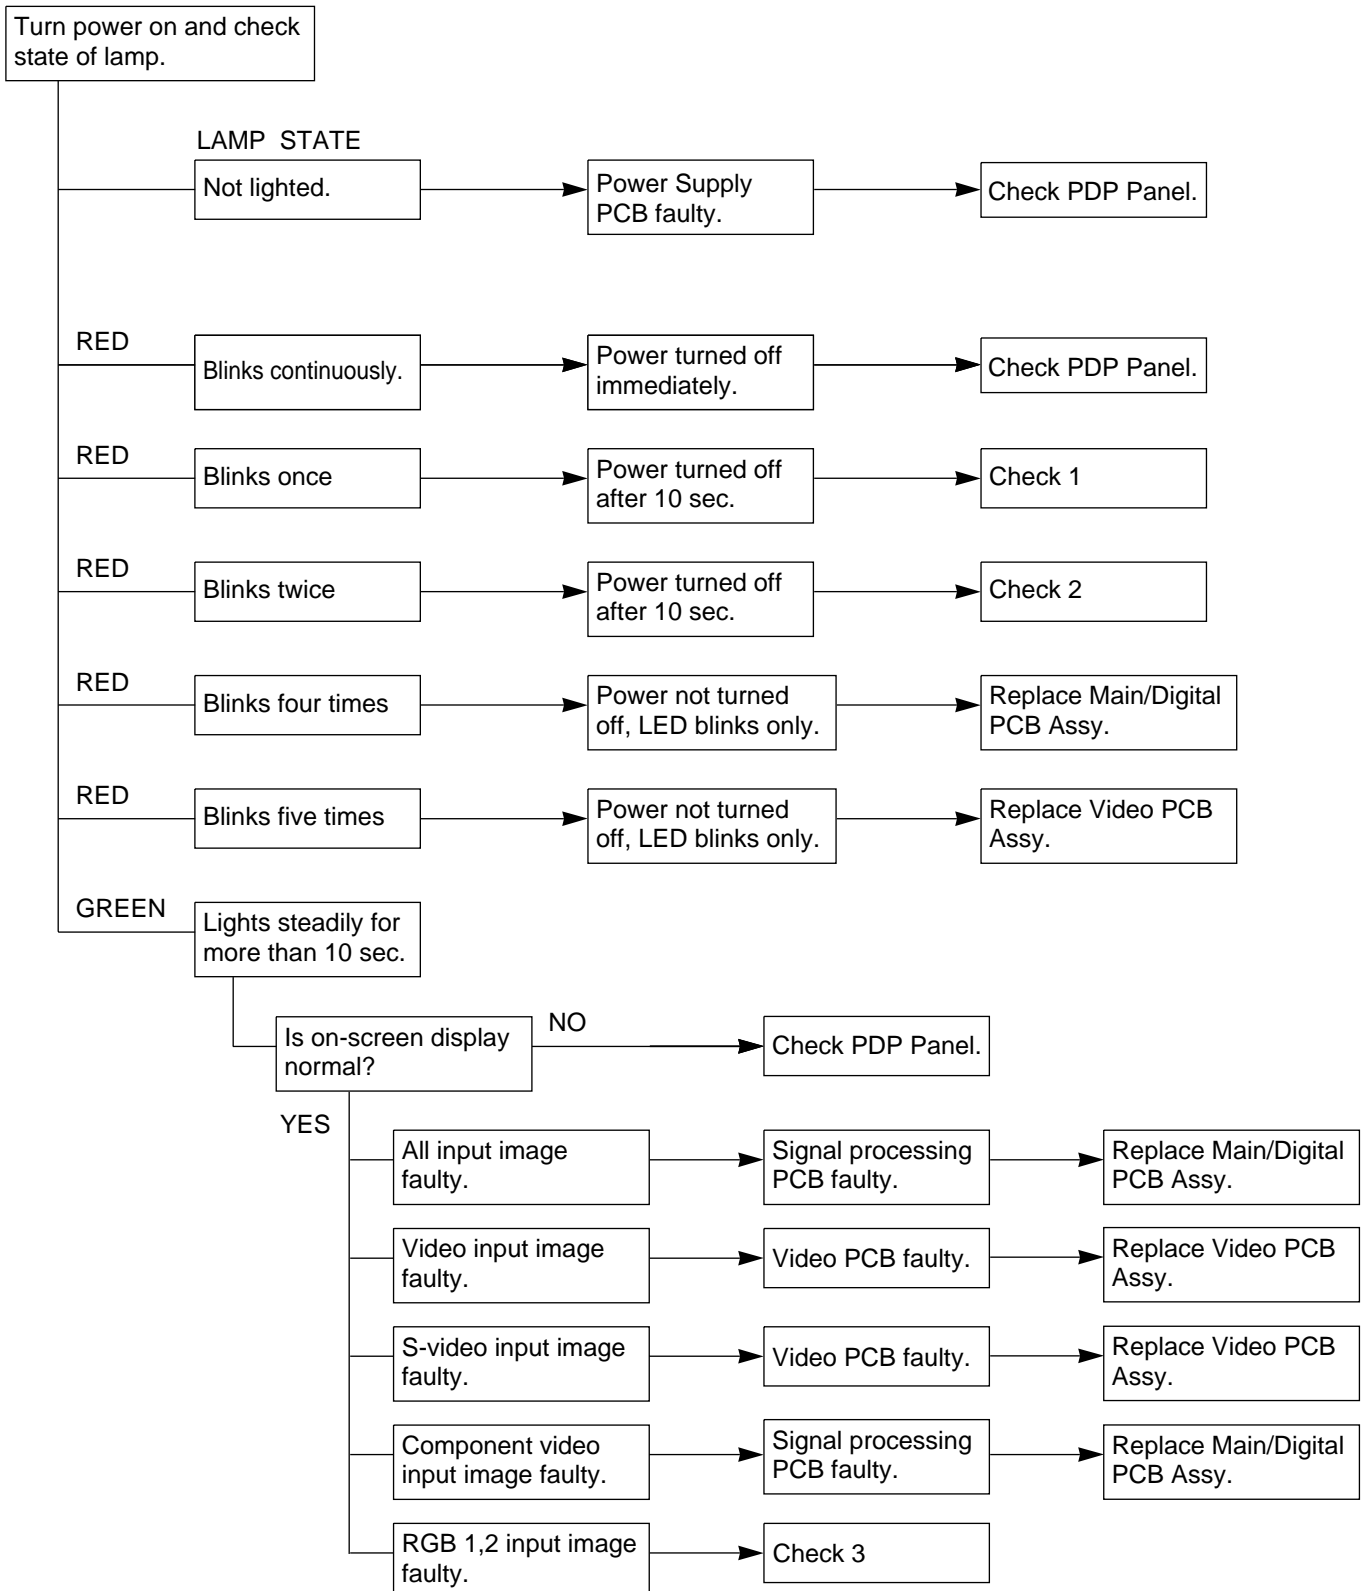 Turn power on and check
state of lamp.
LAMP STATE
Not lighted.
Power Supply
PCB faulty.
Check PDP Panel.
RED
Blinks continuously.
Power turned off
immediately.
Check PDP Panel.
RED
Blinks once
Power turned off
after 10 sec.
Check 1
RED
Blinks twice
Power turned off
after 10 sec.
Check 2
RED
Blinks four times
Power not turned
off, LED blinks only.
Replace Main/Digital
PCB Assy.
RED
Blinks five times
Power not turned
off, LED blinks only.
Replace Video PCB
Assy.
GREEN
Lights steadily for
more than 10 sec.
Is on-screen display
normal?
NO
Check PDP Panel.
YES
All input image
faulty.
Signal processing
PCB faulty.
Replace Main/Digital
PCB Assy.
Video input image
faulty.
Video PCB faulty.
Replace Video PCB
Assy.
S-video input image
faulty.
Video PCB faulty.
Replace Video PCB
Assy.
Component video
input image faulty.
Signal processing
PCB faulty.
Replace Main/Digital
PCB Assy.
RGB 1,2 input image
faulty.
Check 3